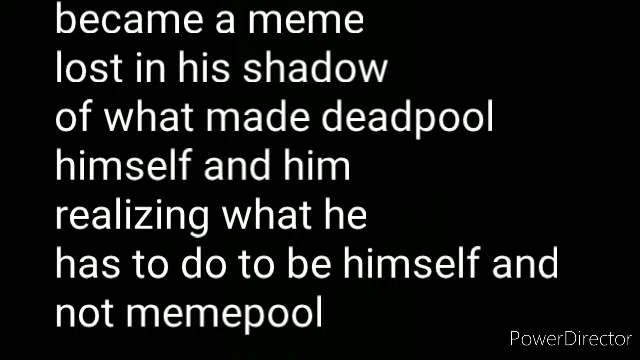 became a meme
lost in his shadow
of what made deadpool
himself and him
realizing what he
has to do to be himself and
not memepool
PowerDirector